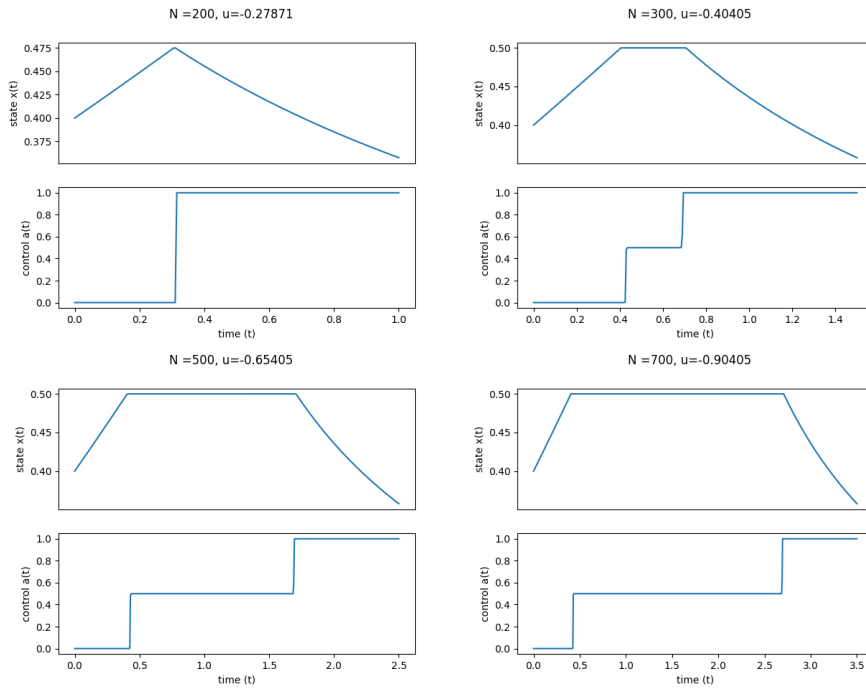 N =200, u=-0.27871
0.475
0.450
0.425
0.400
0.375
state x(t)
1.0
0.8
0.6
0.4
0.2
0.0
control a(t)
0.0 0.2 0.4 0.6 0.8 1.0
time (t)
N =300, u=-0.40405
0.50
0.45
0.40
state x(t)
1.0
0.8
0.6
0.4
0.2
0.0
control a(t)
0.0 0.2 0.4 0.6 0.8 1.0 1.2 1.4
time (t)
N =500, u=-0.65405
0.50
0.45
0.40
state x(t)
1.0
0.8
0.6
0.4
0.2
0.0
control a(t)
0.0 0.5 1.0 1.5 2.0 2.5
time (t)
N =700, u=-0.90405
0.50
0.45
0.40
state x(t)
1.0
0.8
0.6
0.4
0.2
0.0
control a(t)
0.0 0.5 1.0 1.5 2.0 2.5 3.0 3.5
time (t)